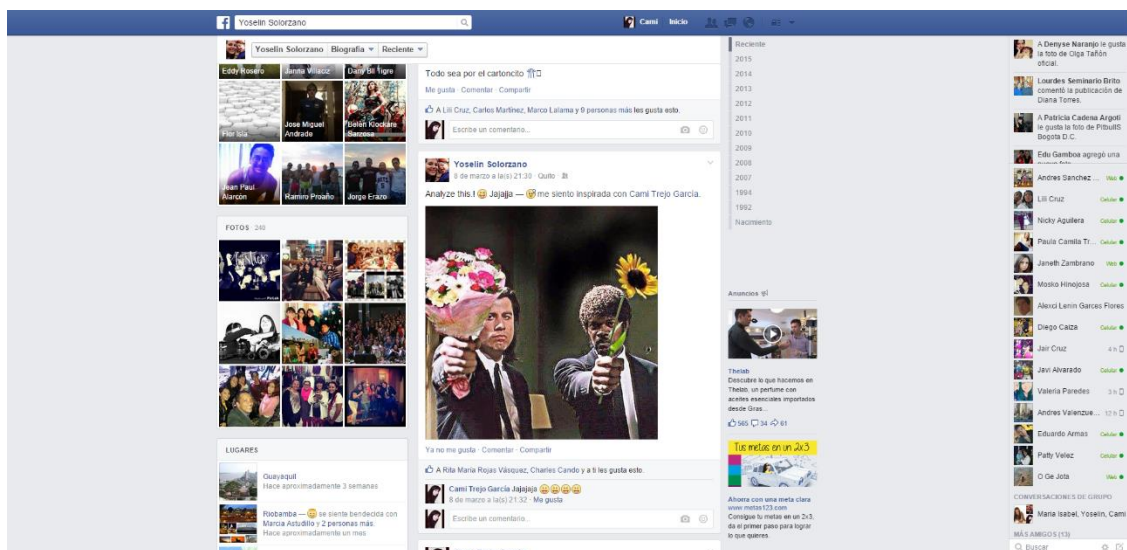 Yoselin Solorzano
Cami Inicio
Yoselin Solorzano Biografía Reciente
Eddy Rosero
Janna Villaciz
Dany Bil Tigre
Flor Isla
Jose Miguel
Andrade
Belén Klockare
Sarzosa
Jean Paul
Alarcón
Ramiro Proaño
Jorge Erazo
FOTOS 249
LUGARES
Guayaquil
Hace aproximadamente 3 semanas
Riobamba — se siente bendecida con
Marcia Astudillo y 2 personas más.
Hace aproximadamente un mes
Todo sea por el cartoncito
Me gusta · Comentar · Compartir
A Lili Cruz, Carlos Martínez, Marco Lalama y 9 personas más les gusta esto.
Escribe un comentario...
Yoselin Solorzano
8 de marzo a la(s) 21:30 · Quito
Analyze this.! Jajajja — me siento inspirada con Cami Trejo García.
Ya no me gusta · Comentar · Compartir
A Rita María Rojas Vásquez, Charles Cando y a ti les gusta esto.
Cami Trejo García Jajajaja
8 de marzo a la(s) 21:32 · Me gusta
Escribe un comentario...
Reciente
2015
2014
2013
2012
2011
2010
2009
2008
2007
1994
1992
Nacimiento
Anuncios
Thelab
Descubre lo que hacemos en
Thelab, un perfume con
aceites esenciales importados
desde Gras...
565 34 61
Tus metas en un 2x3
Ahorra con una meta clara
www.metas123.com
Consigue tu metas en un 2x3,
da el primer paso para lograr
lo que quieres.
A Denyse Naranjo le gusta
la foto de Olga Tañón
oficial.
Lourdes Seminario Brito
comentó la publicación de
Diana Torres.
A Patricia Cadena Argoti
le gusta la foto de PitbullS
Bogota D.C.
Edu Gamboa agregó una
Andres Sanchez ... Web
Lili Cruz Celular
Nicky Aguilera Celular
Paula Camila Tr... Celular
Janeth Zambrano Web
Mosko Hinojosa Celular
Alexci Lenin Garces Flores
Diego Caiza Celular
Jair Cruz 4 h
Javi Alvarado Celular
Valeria Paredes 3 h
Andres Valenzue... 12 h
Eduardo Armas Celular
Patty Velez Celular
O Ge Jota Web
CONVERSACIONES DE GRUPO
Maria Isabel, Yoselin, Cami
MÁS AMIGOS (13)
Buscar